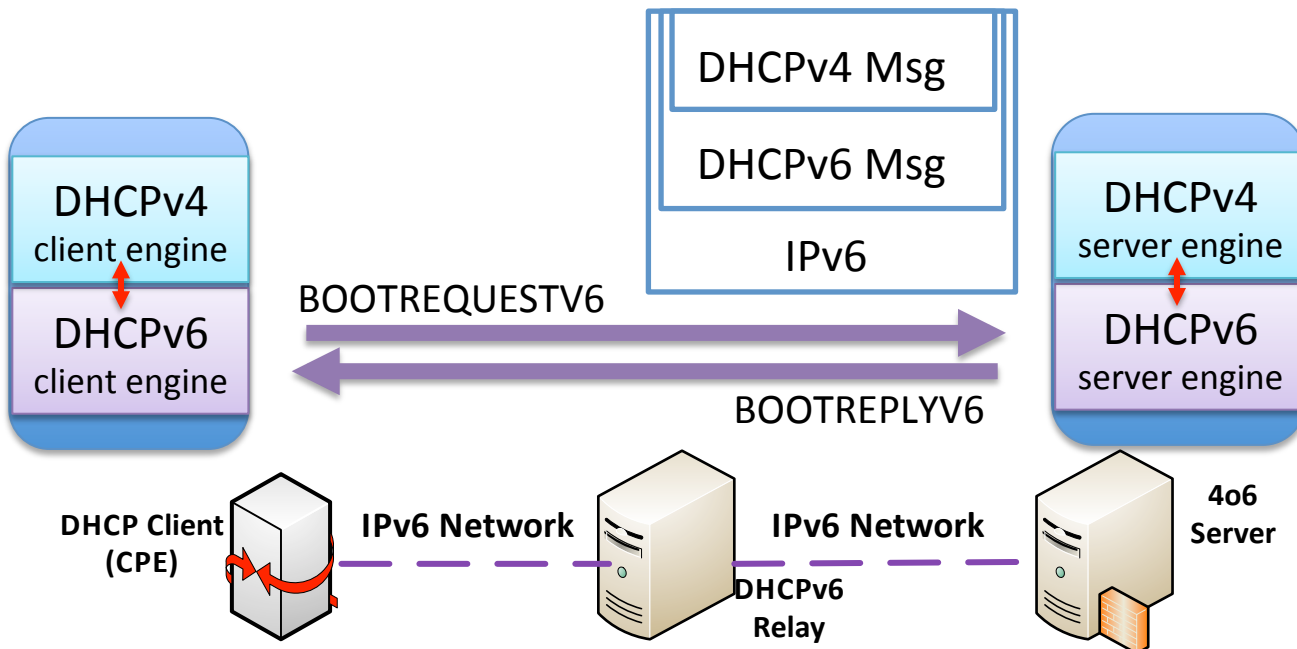 DHCPv4 Msg
DHCPv6 Msg
IPv6
DHCPv4
client engine
DHCPv6
client engine
BOOTREQUESTV6
BOOTREPLYV6
DHCPv4
server engine
DHCPv6
server engine
DHCP Client
(CPE)
IPv6 Network
DHCPv6
Relay
IPv6 Network
4o6
Server